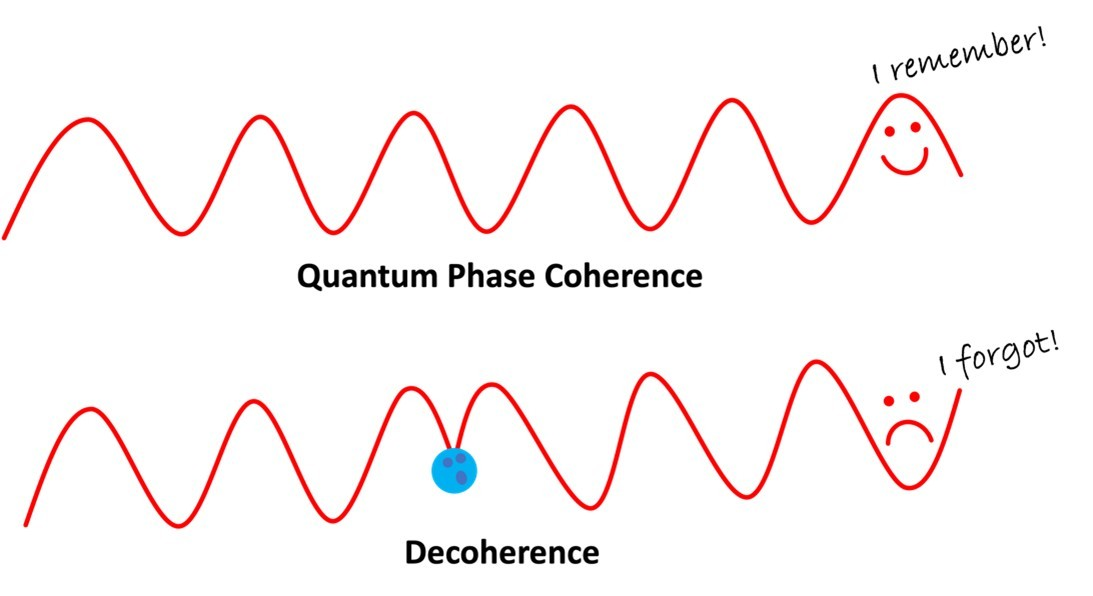 I remember!
Quantum Phase Coherence
I forgot!
Decoherence